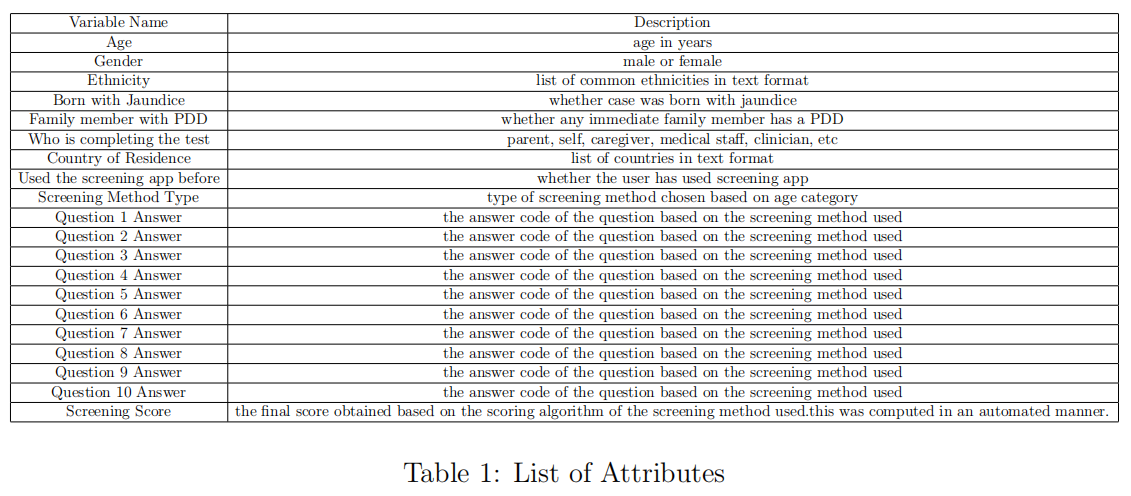 Variable Name Description
Age age in years
Gender male or female
Ethnicity list of common ethnicities in text format
Born with Jaundice whether case was born with jaundice
Family member with PDD whether any immediate family member has a PDD
Who is completing the test parent, self, caregiver, medical staff, clinician, etc
Country of Residence list of countries in text format
Used the screening app before whether the user has used screening app
Screening Method Type type of screening method chosen based on age category
Question 1 Answer the answer code of the question based on the screening method used
Question 2 Answer the answer code of the question based on the screening method used
Question 3 Answer the answer code of the question based on the screening method used
Question 4 Answer the answer code of the question based on the screening method used
Question 5 Answer the answer code of the question based on the screening method used
Question 6 Answer the answer code of the question based on the screening method used
Question 7 Answer the answer code of the question based on the screening method used
Question 8 Answer the answer code of the question based on the screening method used
Question 9 Answer the answer code of the question based on the screening method used
Question 10 Answer the answer code of the question based on the screening method used
Screening Score the final score obtained based on the scoring algorithm of the screening method used.this was computed in an automated manner.
Table 1: List of Attributes